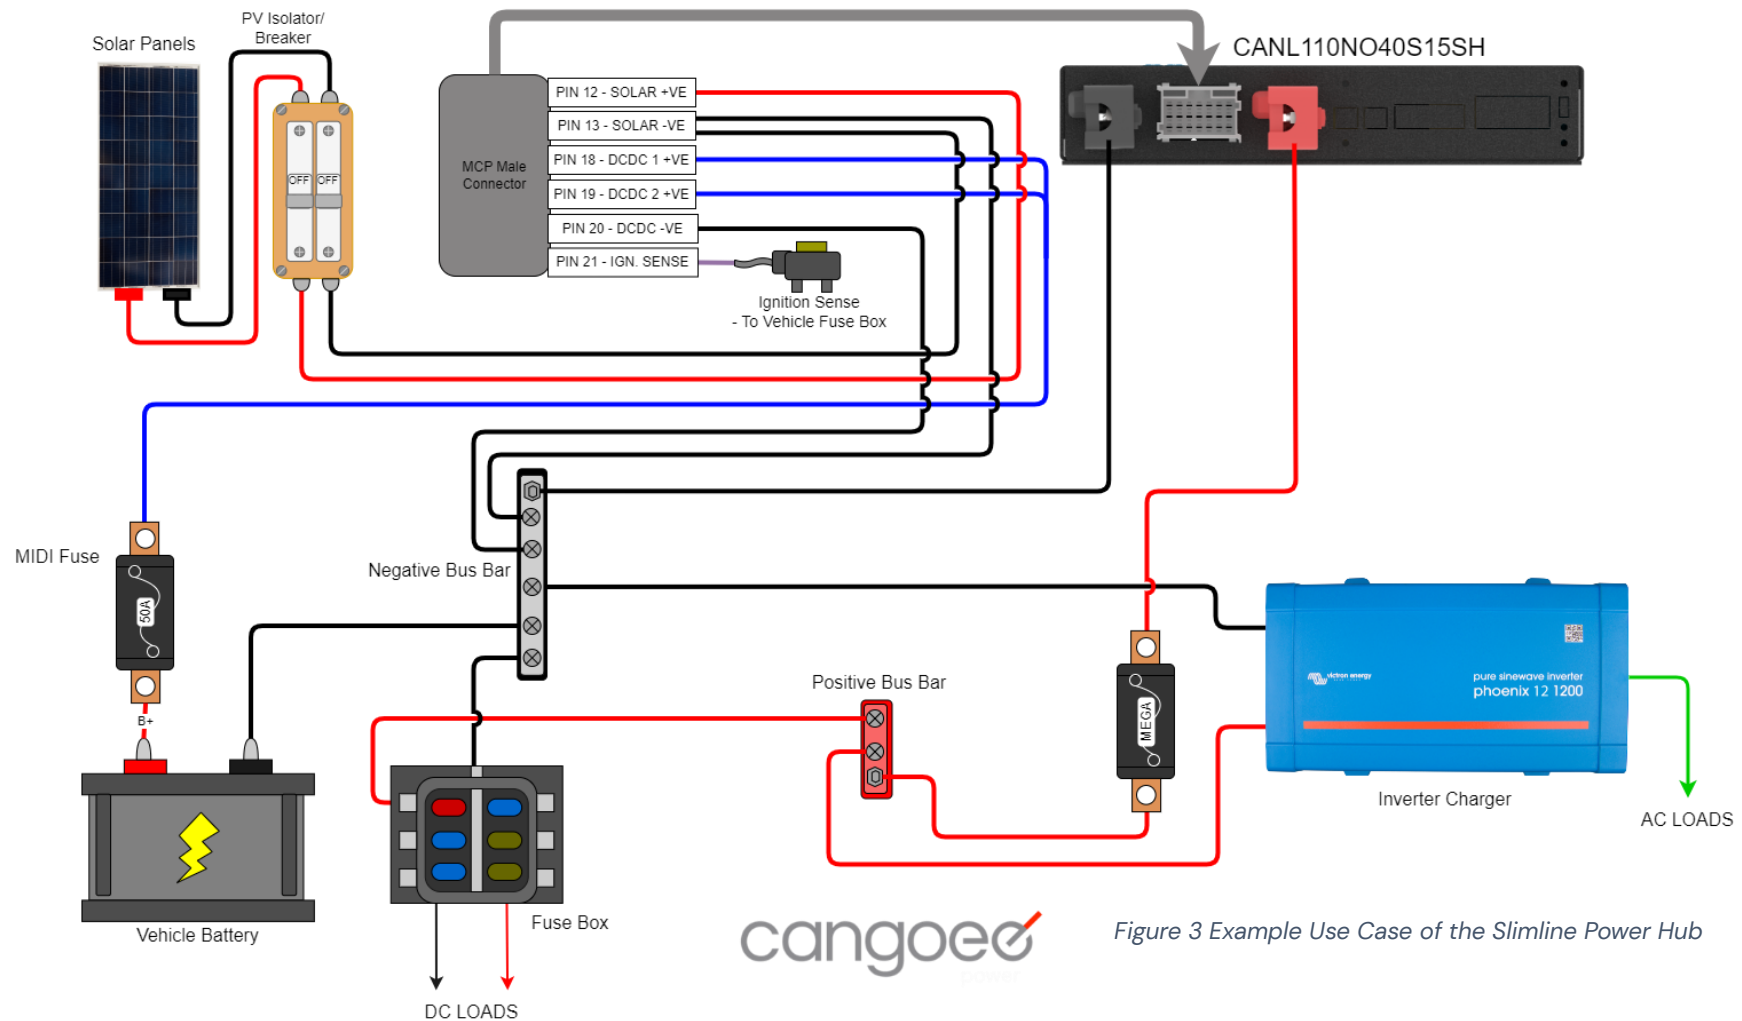 Solar Panels
PV Isolator/
Breaker
OFF
OFF
MCP Male
Connector
PIN 12 - SOLAR +VE
PIN 13 - SOLAR -VE
PIN 18 - DCDC 1 +VE
PIN 19 - DCDC 2 +VE
PIN 20 - DCDC -VE
PIN 21 - IGN. SENSE
Ignition Sense
- To Vehicle Fuse Box
CANL110NO40S15SH
MIDI Fuse
50A
B+
Negative Bus Bar
Positive Bus Bar
MEGA
victron energy
pure sinewave inverter
phoenix 12 1200
Inverter Charger
AC LOADS
Vehicle Battery
Fuse Box
DC LOADS
cangoee
power
Figure 3 Example Use Case of the Slimline Power Hub